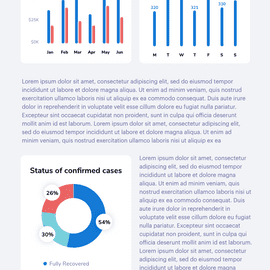 $25K
$0K
Jan Feb Mar Apr May Jun
320 321 330
M T W T F S S
Lorem ipsum dolor sit amet, consectetur adipiscing elit, sed do eiusmod tempor
incididunt ut labore et dolore magna aliqua. Ut enim ad minim veniam, quis nostrud
exercitation ullamco laboris nisi ut aliquip ex ea commodo consequat. Duis aute irure
dolor in reprehenderit in voluptate velit esse cillum dolore eu fugiat nulla pariatur.
Excepteur sint occaecat cupidatat non proident, sunt in culpa qui officia deserunt
mollit anim id est laborum. Lorem ipsum dolor sit amet, consectetur adipiscing elit,
sed do eiusmod tempor incididunt ut labore et dolore magna aliqua. Ut enim ad
minim veniam, quis nostrud exercitation ullamco laboris nisi ut aliquip ex ea
Status of confirmed cases
26%
54%
30%
Fully Recovered
Lorem ipsum dolor sit amet, consectetur
adipiscing elit, sed do eiusmod tempor
incididunt ut labore et dolore magna
aliqua. Ut enim ad minim veniam, quis
nostrud exercitation ullamco laboris nisi
ut aliquip ex ea commodo consequat.
Duis aute irure dolor in reprehenderit in
voluptate velit esse cillum dolore eu
fugiat nulla pariatur. Excepteur sint
occaecat cupidatat non proident, sunt in
culpa qui officia deserunt mollit anim id
est laborum. Lorem ipsum dolor sit amet,
consectetur adipiscing elit, sed do
eiusmod tempor incididunt ut labore et